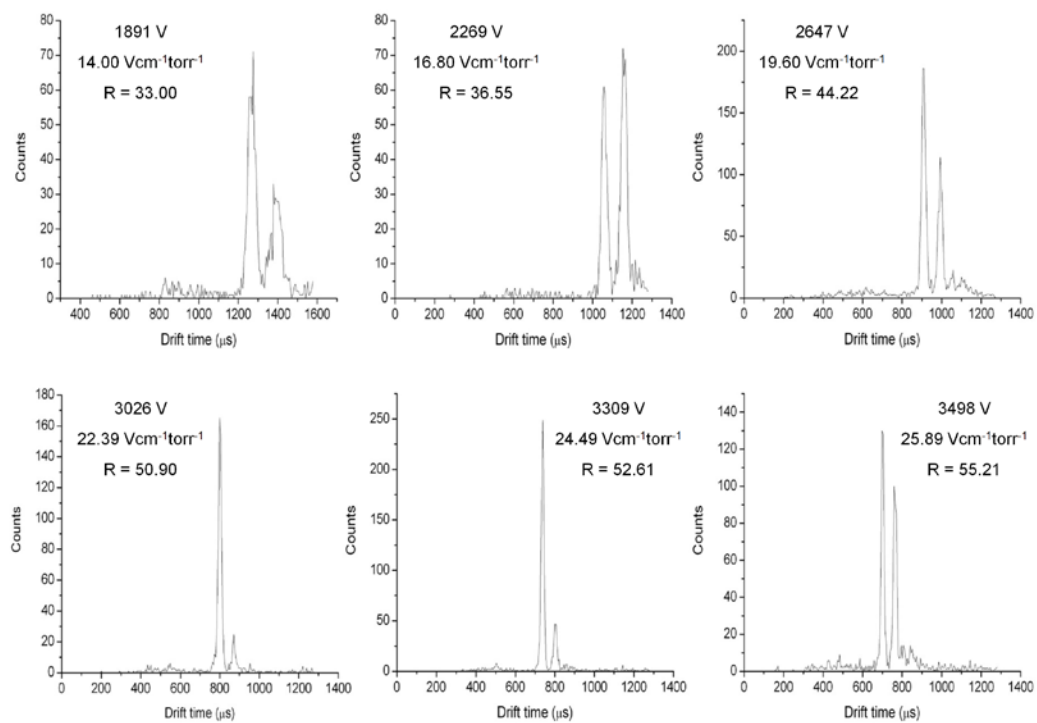 1891 V
14.00 Vcm⁻¹torr⁻¹
R = 33.00
Counts
80
70
60
50
40
30
20
10
0
400 600 800 1000 1200 1400 1600
Drift time (μs)
2269 V
16.80 Vcm⁻¹torr⁻¹
R = 36.55
Counts
80
70
60
50
40
30
20
10
0
0 200 400 600 800 1000 1200 1400
Drift time (μs)
2647 V
19.60 Vcm⁻¹torr⁻¹
R = 44.22
Counts
200
150
100
50
0
0 200 400 600 800 1000 1200 1400
Drift time (μs)
3026 V
22.39 Vcm⁻¹torr⁻¹
R = 50.90
Counts
180
160
140
120
100
80
60
40
20
0
0 200 400 600 800 1000 1200 1400
Drift time (μs)
3309 V
24.49 Vcm⁻¹torr⁻¹
R = 52.61
Counts
250
200
150
100
50
0
0 200 400 600 800 1000 1200 1400
Drift time (μs)
3498 V
25.89 Vcm⁻¹torr⁻¹
R = 55.21
Counts
140
120
100
80
60
40
20
0
0 200 400 600 800 1000 1200 1400
Drift time (μs)